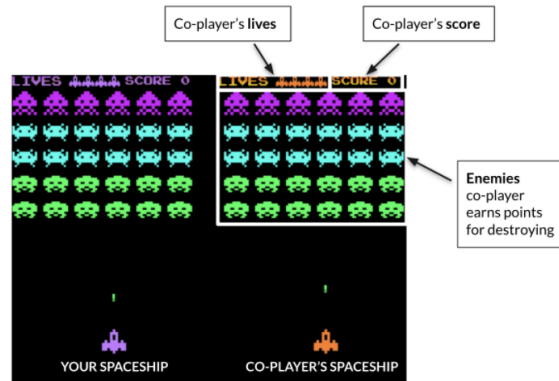 Co-player's lives
Co-player's score
LIVES SCORE 0
LIVES SCORE 0
Enemies
co-player
earns points
for destroying
YOUR SPACESHIP
CO-PLAYER'S SPACESHIP